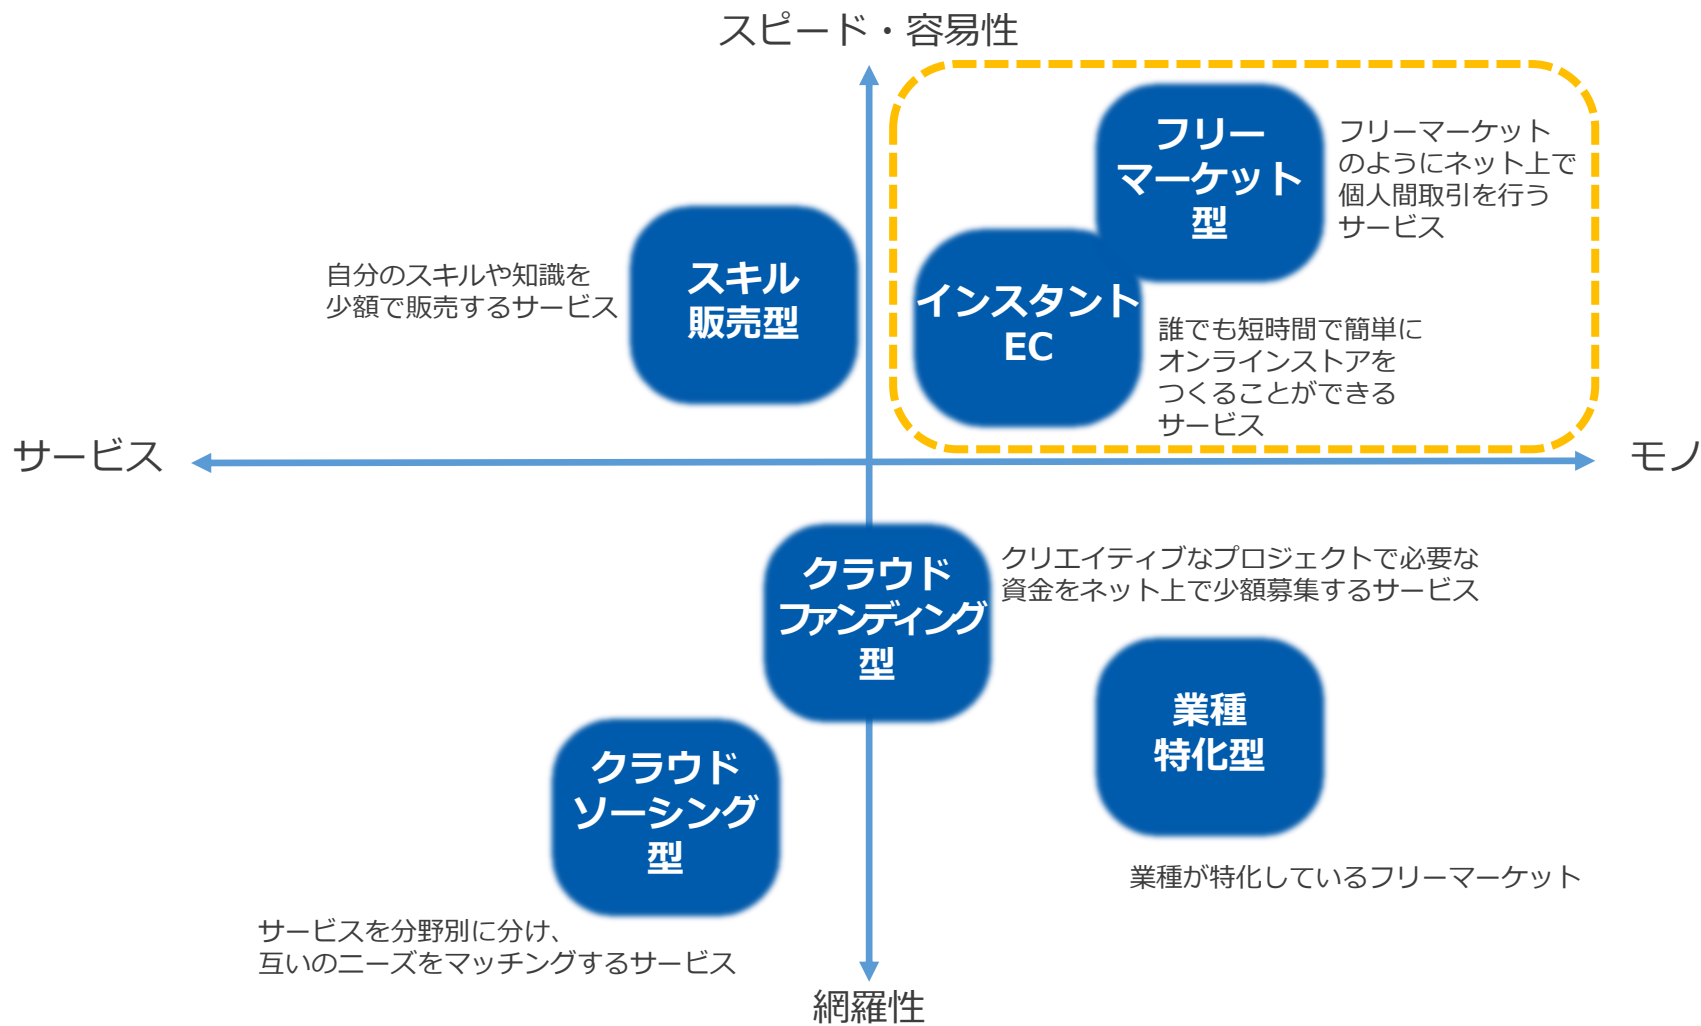 スピード・容易性
フリー
マーケット
型
フリーマーケット
のようにネット上で
個人間取引を行う
サービス
スキル
販売型
自分のスキルや知識を
少額で販売するサービス
インスタント
EC
誰でも短時間で簡単に
オンラインストアを
つくることができる
サービス
サービス
モノ
クラウド
ファンディング
型
クリエイティブなプロジェクトで必要な
資金をネット上で少額募集するサービス
業種
特化型
業種が特化しているフリーマーケット
クラウド
ソーシング
型
サービスを分野別に分け、
互いのニーズをマッチングするサービス
網羅性